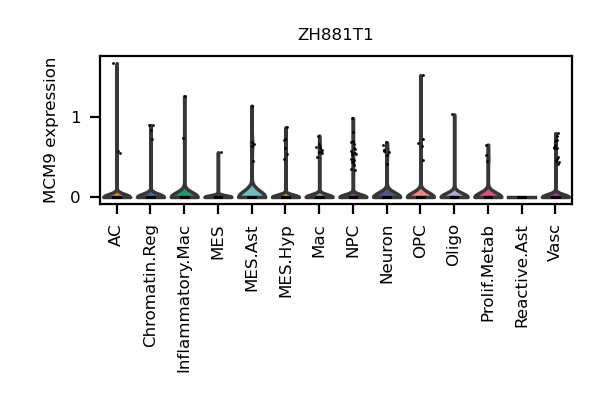 ZH881T1
MCM9 expression
1
0
AC
Chromatin.Reg
Inflammatory.Mac
MES
MES.Ast
MES.Hyp
Mac
NPC
Neuron
OPC
Oligo
Prolif.Metab
Reactive.Ast
Vasc